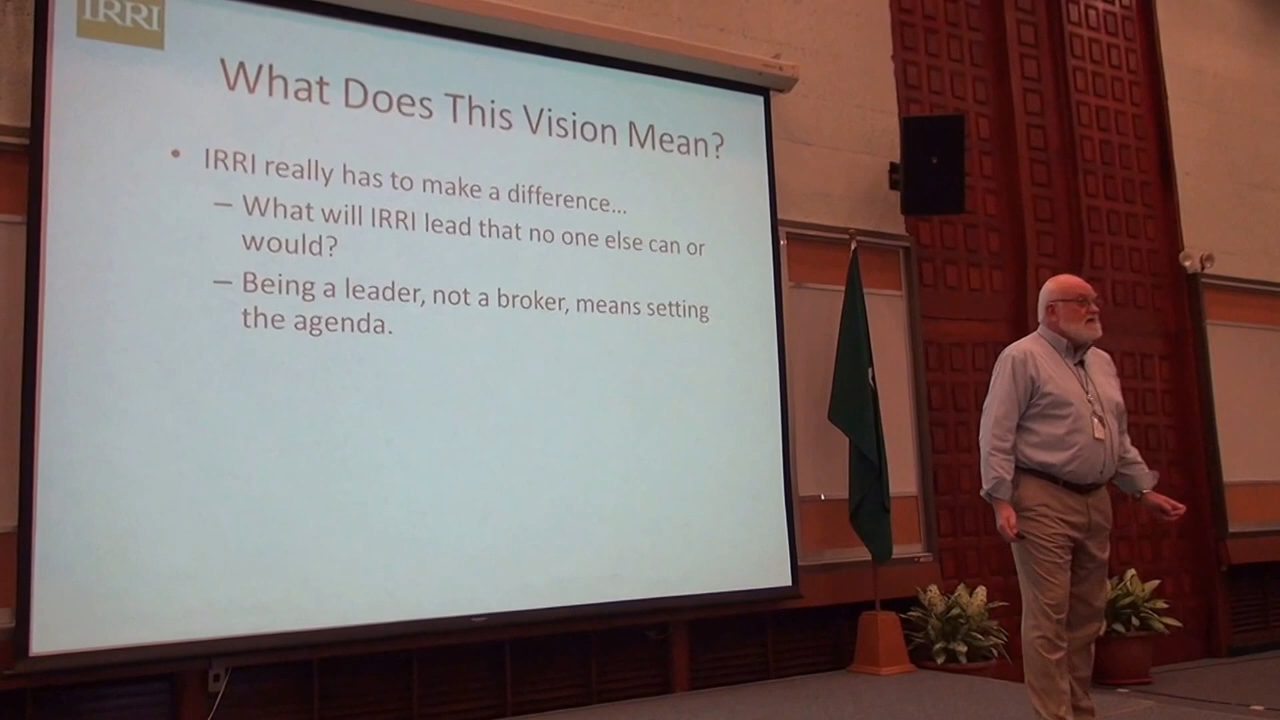 IRRI
What Does This Vision Mean?
• IRRI really has to make a difference...
– What will IRRI lead that no one else can or
would?
– Being a leader, not a broker, means setting
the agenda.